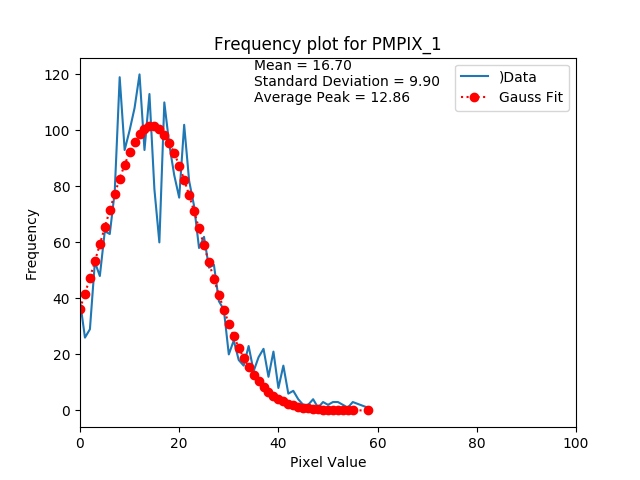 Frequency plot for PMPIX_1
Mean = 16.70
Standard Deviation = 9.90
Average Peak = 12.86
)Data
Gauss Fit
120
100
80
60
40
20
0
Frequency
0 20 40 60 80 100
Pixel Value